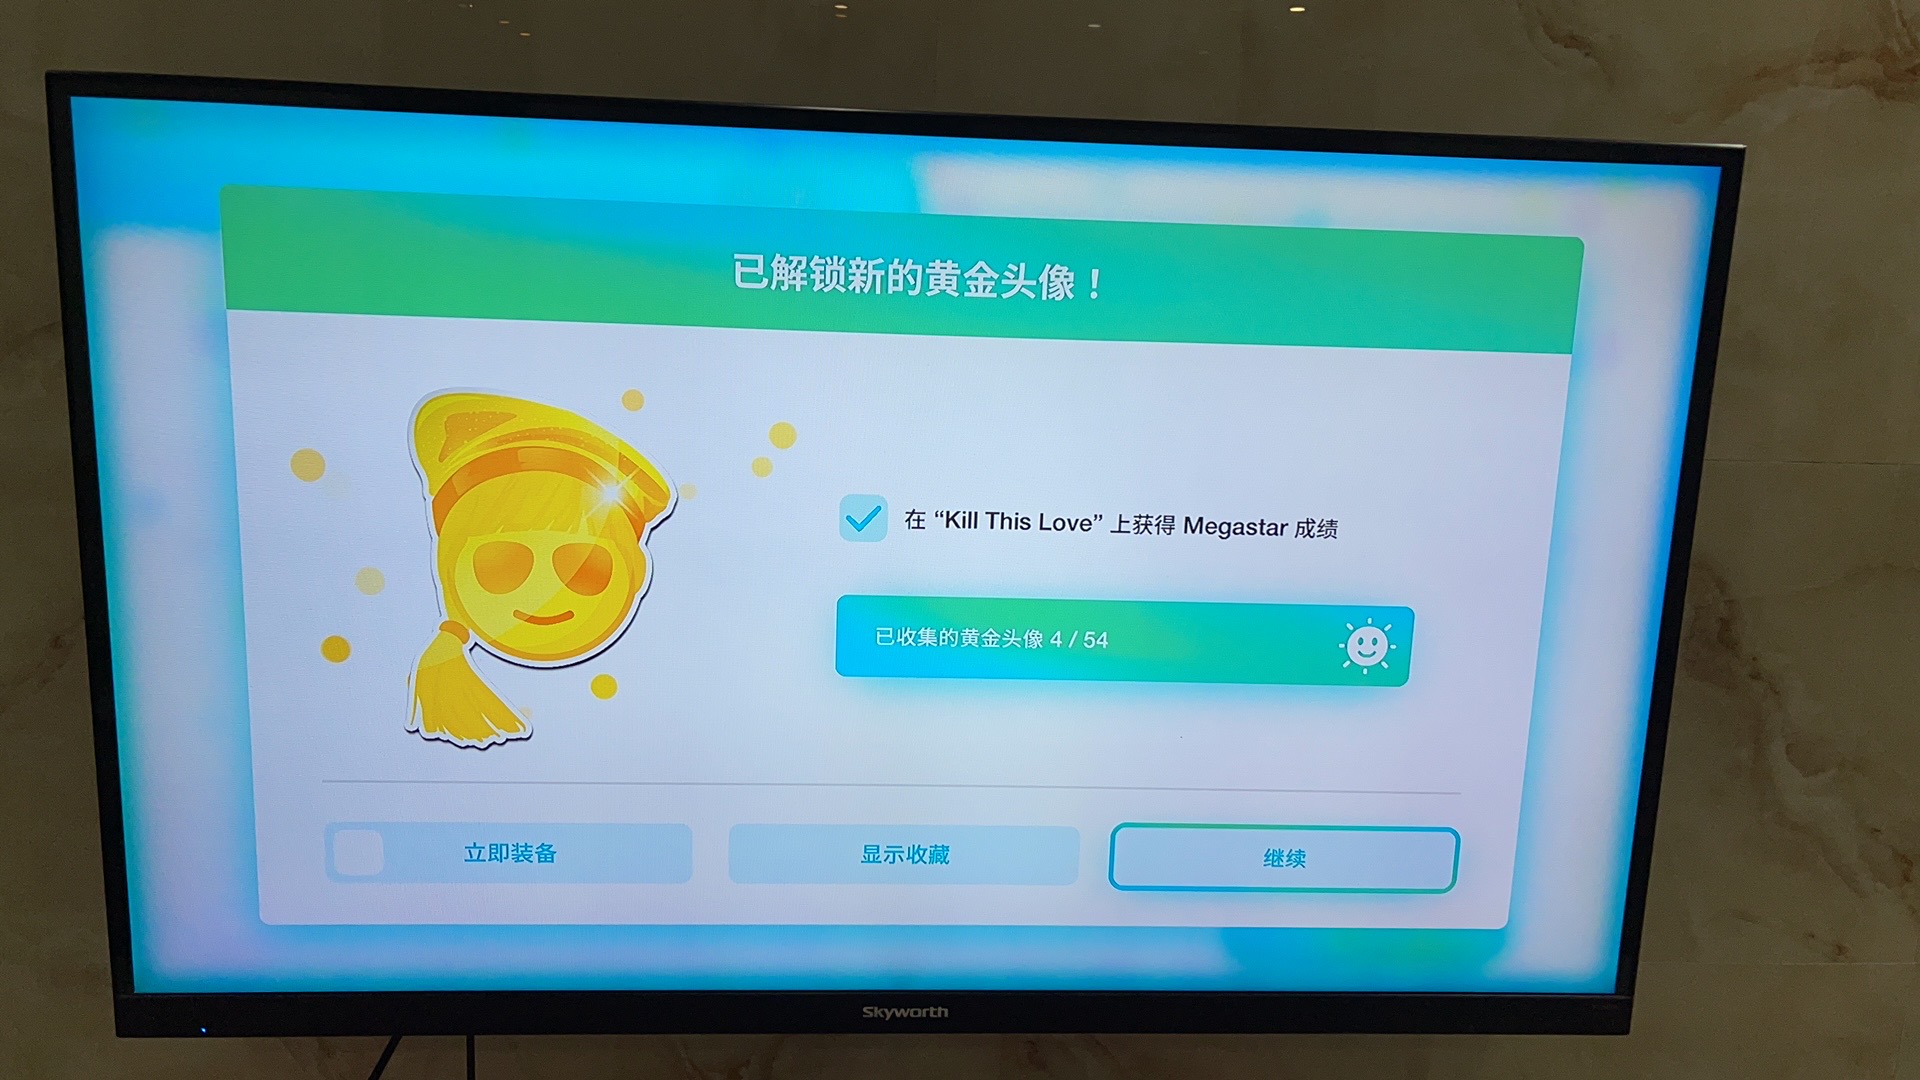 已解锁新的黄金头像！
在 “Kill This Love” 上获得 Megastar 成绩
已收集的黄金头像 4 / 54
立即装备
显示收藏
继续
Skyworth